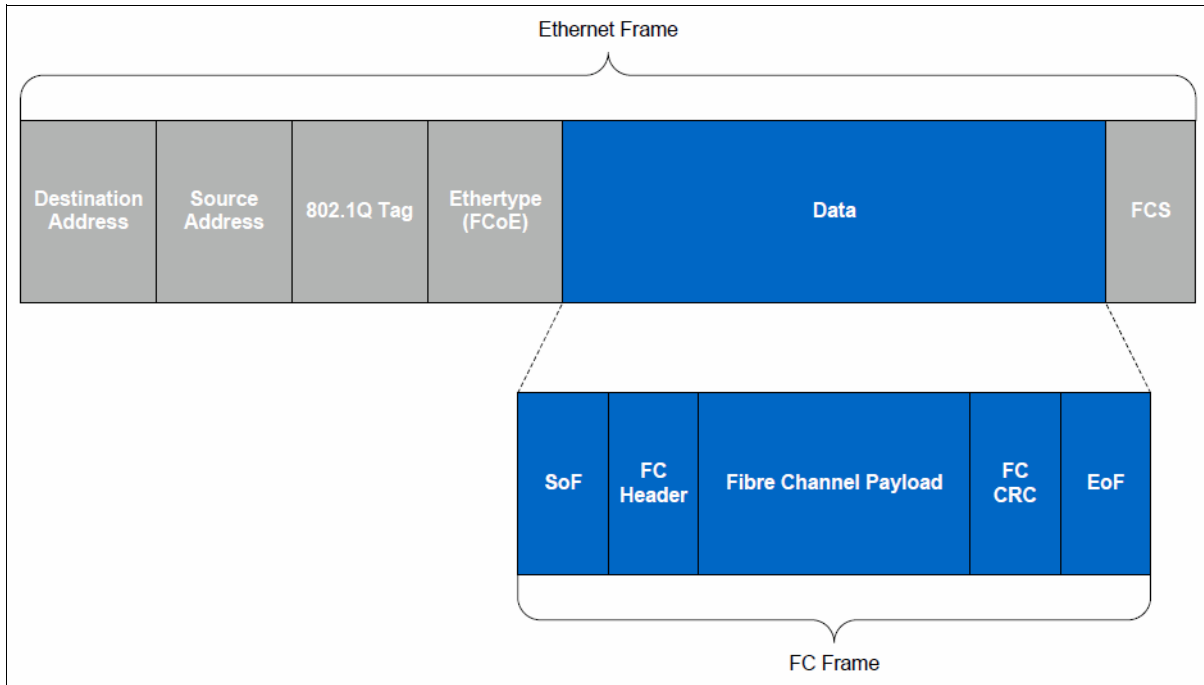 Ethernet Frame
Destination
Address
Source
Address
802.1Q Tag
Ethertype
(FCoE)
Data
FCS
SoF
FC
Header
Fibre Channel Payload
FC
CRC
EoF
FC Frame